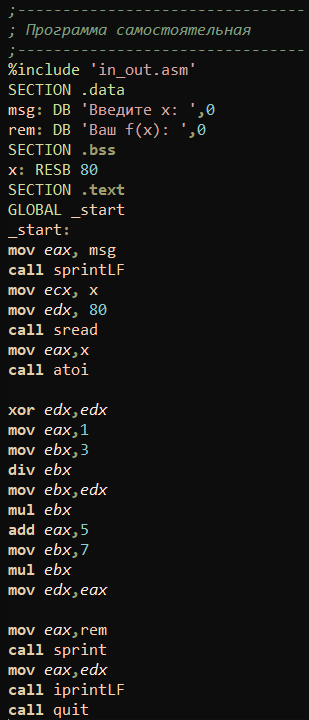 ;--------------------------------
; Программа самостоятельная
;--------------------------------
%include 'in_out.asm'
SECTION .data
msg: DB 'Введите x: ',0
rem: DB 'Ваш f(x): ',0
SECTION .bss
x: RESB 80
SECTION .text
GLOBAL _start
_start:
mov eax, msg
call sprintLF
mov ecx, x
mov edx, 80
call sread
mov eax,x
call atoi
xor edx,edx
mov eax,1
mov ebx,3
div ebx
mov ebx,edx
mul ebx
add eax,5
mov ebx,7
mul ebx
mov edx,eax
mov eax,rem
call sprint
mov eax,edx
call iprintLF
call quit